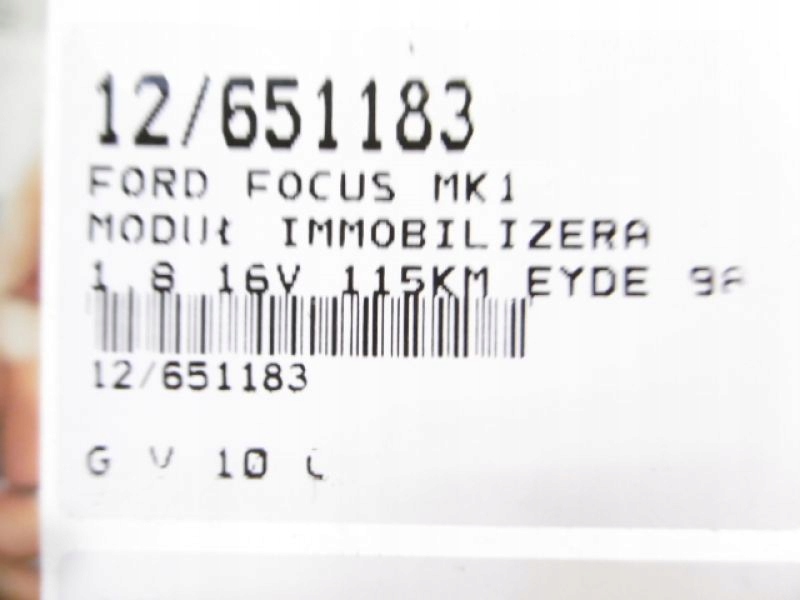 12/651183
FORD FOCUS MK1
MODUŁ IMMOBILIZERA
1.8 16V 115KM EYDE
12/651183
G V 10